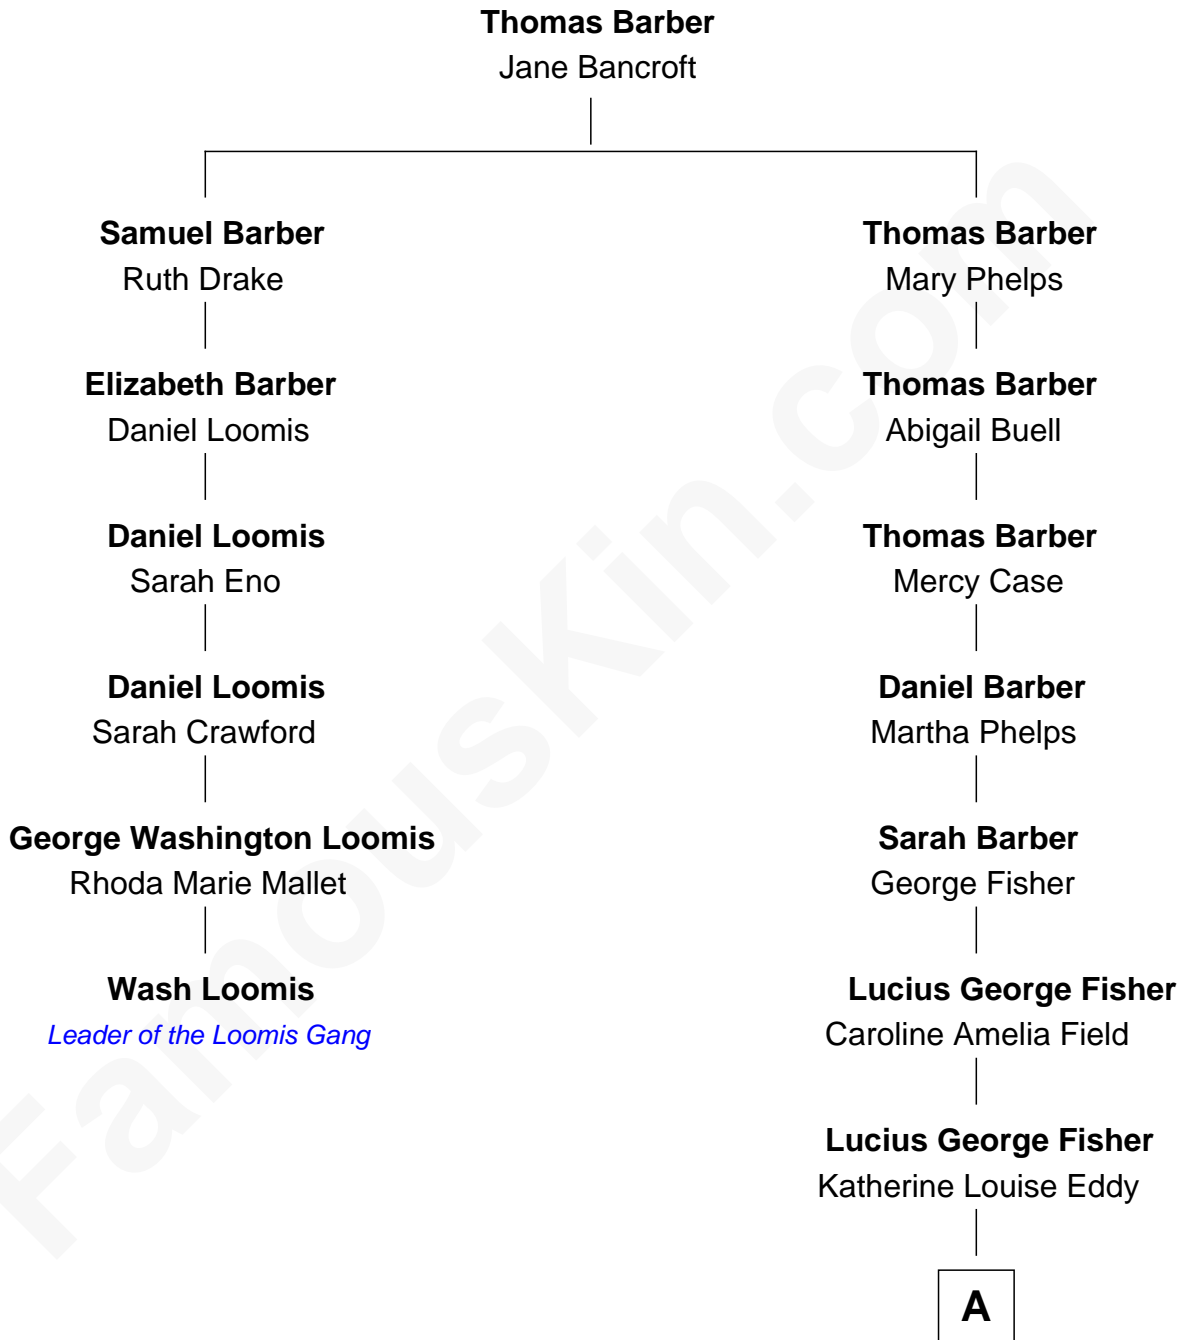 Thomas Barber
Jane Bancroft
Samuel Barber
Ruth Drake
Thomas Barber
Mary Phelps
Elizabeth Barber
Daniel Loomis
Thomas Barber
Abigail Buell
Daniel Loomis
Sarah Eno
Thomas Barber
Mercy Case
Daniel Loomis
Sarah Crawford
Daniel Barber
Martha Phelps
George Washington Loomis
Rhoda Marie Mallet
Sarah Barber
George Fisher
Wash Loomis
Leader of the Loomis Gang
Lucius George Fisher
Caroline Amelia Field
Lucius George Fisher
Katherine Louise Eddy
A
FamousKin.com